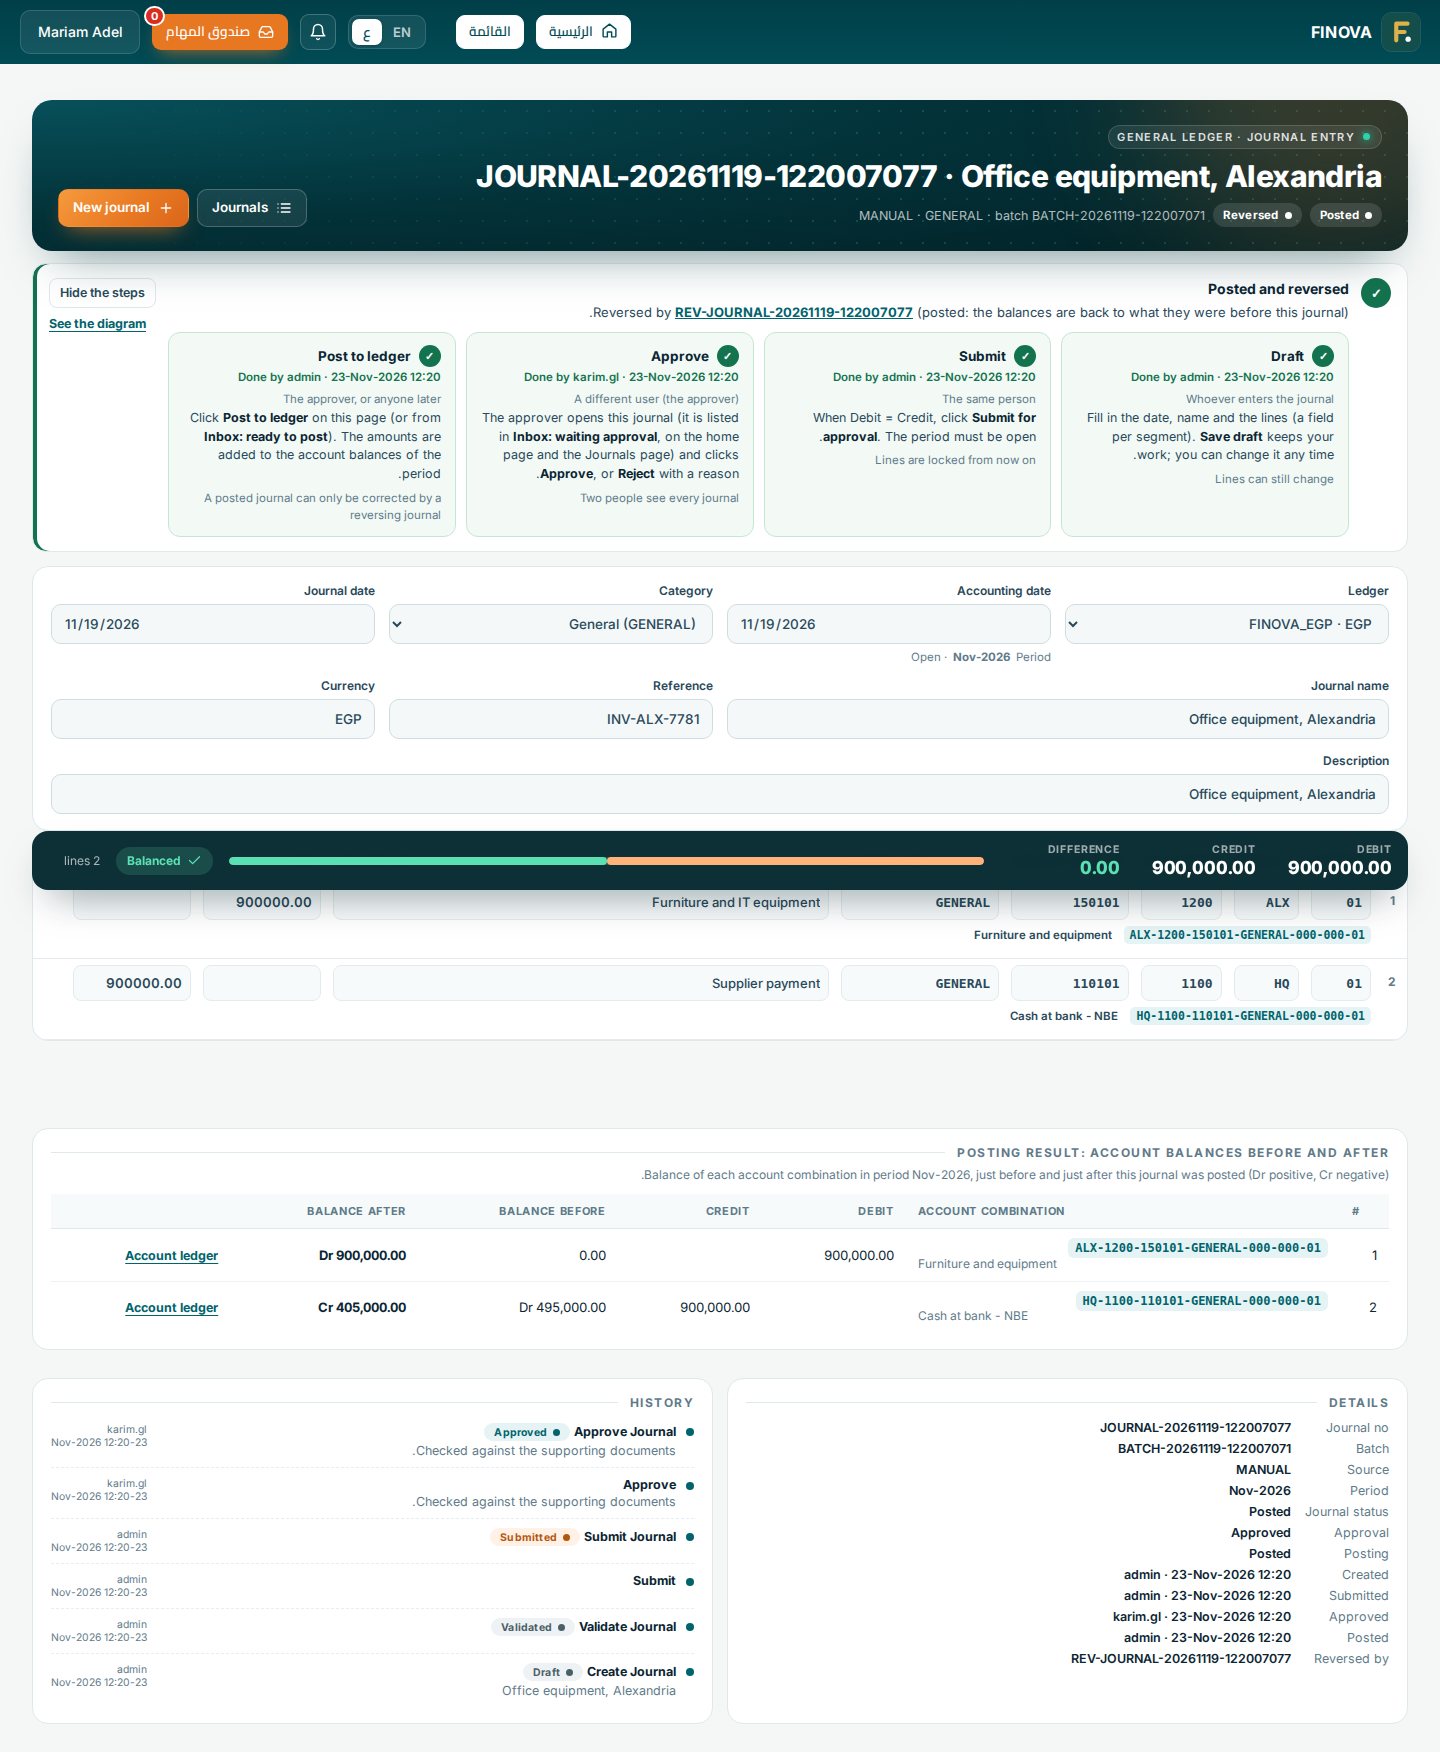 FINOVA
الرئيسية
القائمة
EN
ع
صندوق المهام
0
Mariam Adel
GENERAL LEDGER · JOURNAL ENTRY
JOURNAL-20261119-122007077 · Office equipment, Alexandria
Posted
Reversed
MANUAL · GENERAL · batch BATCH-20261119-122007071
Journals
New journal
Posted and reversed
Reversed by REV-JOURNAL-20261119-122007077 (posted: the balances are back to what they were before this journal).
Hide the steps
See the diagram
Draft
Done by admin · 23-Nov-2026 12:20
Whoever enters the journal
Fill in the date, name and the lines (a field
per segment). Save draft keeps your
work; you can change it any time.
Lines can still change
Submit
Done by admin · 23-Nov-2026 12:20
The same person
When Debit = Credit, click Submit for
approval. The period must be open.
Lines are locked from now on
Approve
Done by karim.gl · 23-Nov-2026 12:20
A different user (the approver)
The approver opens this journal (it is listed
in Inbox: waiting approval, on the home
page and the Journals page) and clicks
Approve, or Reject with a reason.
Two people see every journal
Post to ledger
Done by admin · 23-Nov-2026 12:20
The approver, or anyone later
Click Post to ledger on this page (or from
Inbox: ready to post). The amounts are
added to the account balances of the
period.
A posted journal can only be corrected by a
reversing journal
Ledger
FINOVA_EGP · EGP
Accounting date
11/19/2026
Period Nov-2026 · Open
Category
General (GENERAL)
Journal date
11/19/2026
Journal name
Office equipment, Alexandria
Reference
INV-ALX-7781
Currency
EGP
Description
Office equipment, Alexandria
DEBIT
900,000.00
CREDIT
900,000.00
DIFFERENCE
0.00
Balanced
lines 2
1
01
ALX
1200
150101
GENERAL
Furniture and IT equipment
900000.00
ALX-1200-150101-GENERAL-000-000-01
Furniture and equipment
2
01
HQ
1100
110101
GENERAL
Supplier payment
900000.00
HQ-1100-110101-GENERAL-000-000-01
Cash at bank - NBE
POSTING RESULT: ACCOUNT BALANCES BEFORE AND AFTER
Balance of each account combination in period Nov-2026, just before and just after this journal was posted (Dr positive, Cr negative).
# ACCOUNT COMBINATION DEBIT CREDIT BALANCE BEFORE BALANCE AFTER
1 ALX-1200-150101-GENERAL-000-000-01 900,000.00 0.00 Dr 900,000.00 Account ledger
Furniture and equipment
2 HQ-1100-110101-GENERAL-000-000-01 900,000.00 Dr 495,000.00 Cr 405,000.00 Account ledger
Cash at bank - NBE
DETAILS
Journal no JOURNAL-20261119-122007077
Batch BATCH-20261119-122007071
Source MANUAL
Period Nov-2026
Journal status Posted
Approval Approved
Posting Posted
Created admin · 23-Nov-2026 12:20
Submitted admin · 23-Nov-2026 12:20
Approved karim.gl · 23-Nov-2026 12:20
Posted admin · 23-Nov-2026 12:20
Reversed by REV-JOURNAL-20261119-122007077
HISTORY
Approve Journal Approved
Checked against the supporting documents.
karim.gl
Nov-2026 12:20-23
Approve
Checked against the supporting documents.
karim.gl
Nov-2026 12:20-23
Submit Journal Submitted
admin
Nov-2026 12:20-23
Submit
admin
Nov-2026 12:20-23
Validate Journal Validated
admin
Nov-2026 12:20-23
Create Journal Draft
Office equipment, Alexandria
admin
Nov-2026 12:20-23